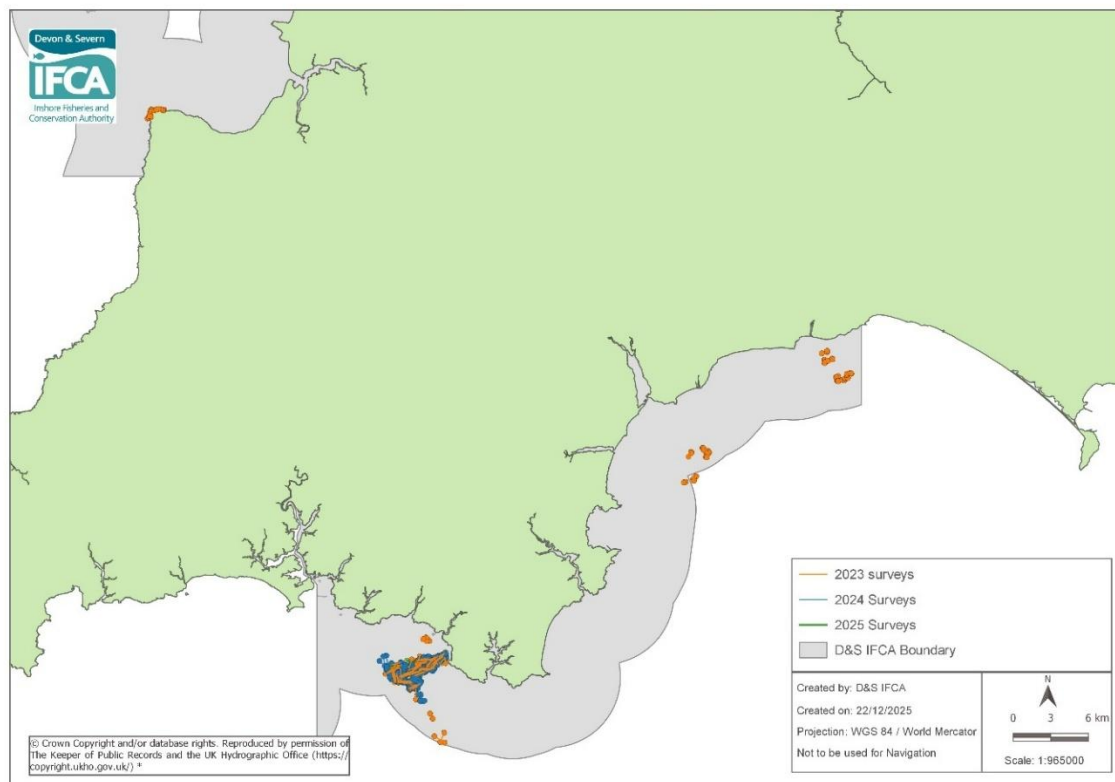 Devon & Severn
IFCA
Inshore Fisheries and
Conservation Authority
2023 surveys
2024 Surveys
2025 Surveys
D&S IFCA Boundary
Created by: D&S IFCA
Created on: 22/12/2025
Projection: WGS 84 / World Mercator
Not to be used for Navigation
N
0 3 6 km
Scale: 1:965000
© Crown Copyright and/or database rights. Reproduced by permission of
The Keeper of Public Records and the UK Hydrographic Office (https://
copyright.ukho.gov.uk/) *